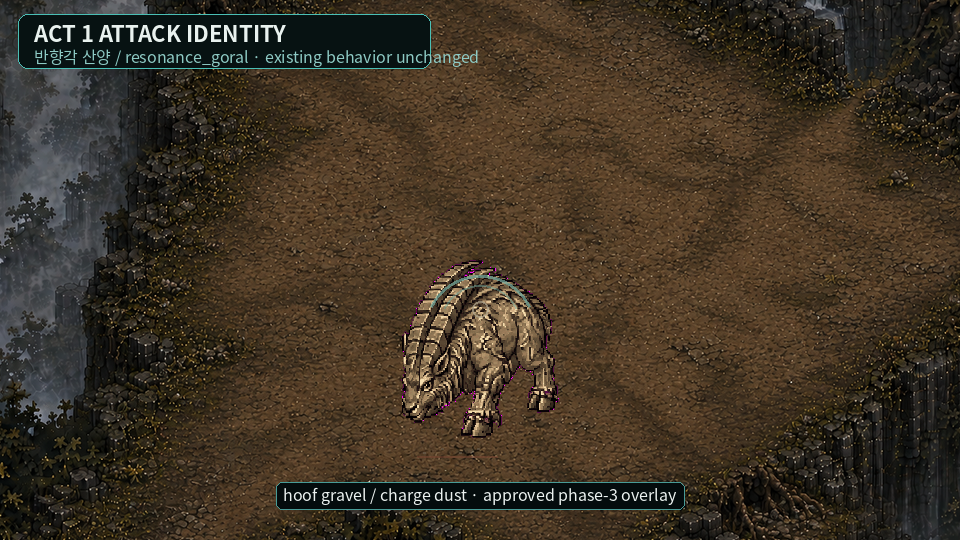 ACT 1 ATTACK IDENTITY
반향각 산양 / resonance_goral · existing behavior unchanged
hoof gravel / charge dust · approved phase-3 overlay